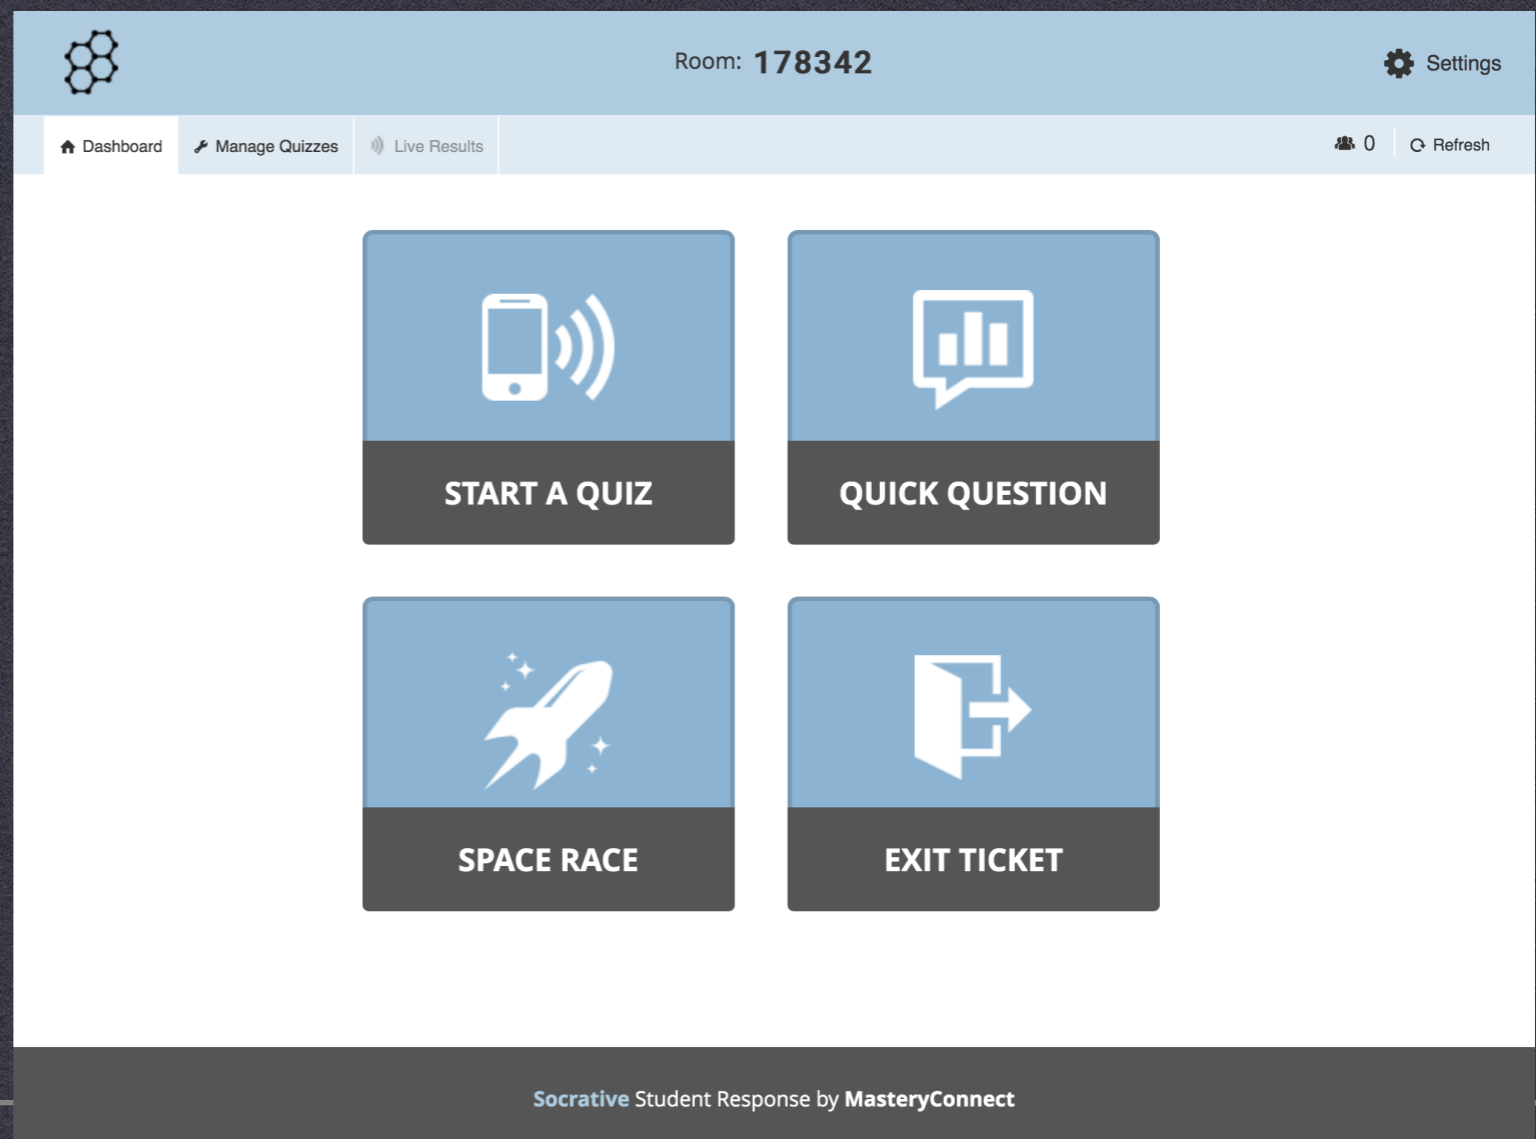 Room: 178342
Settings
Dashboard
Manage Quizzes
Live Results
0
Refresh
START A QUIZ
QUICK QUESTION
SPACE RACE
EXIT TICKET
Socrative Student Response by MasteryConnect